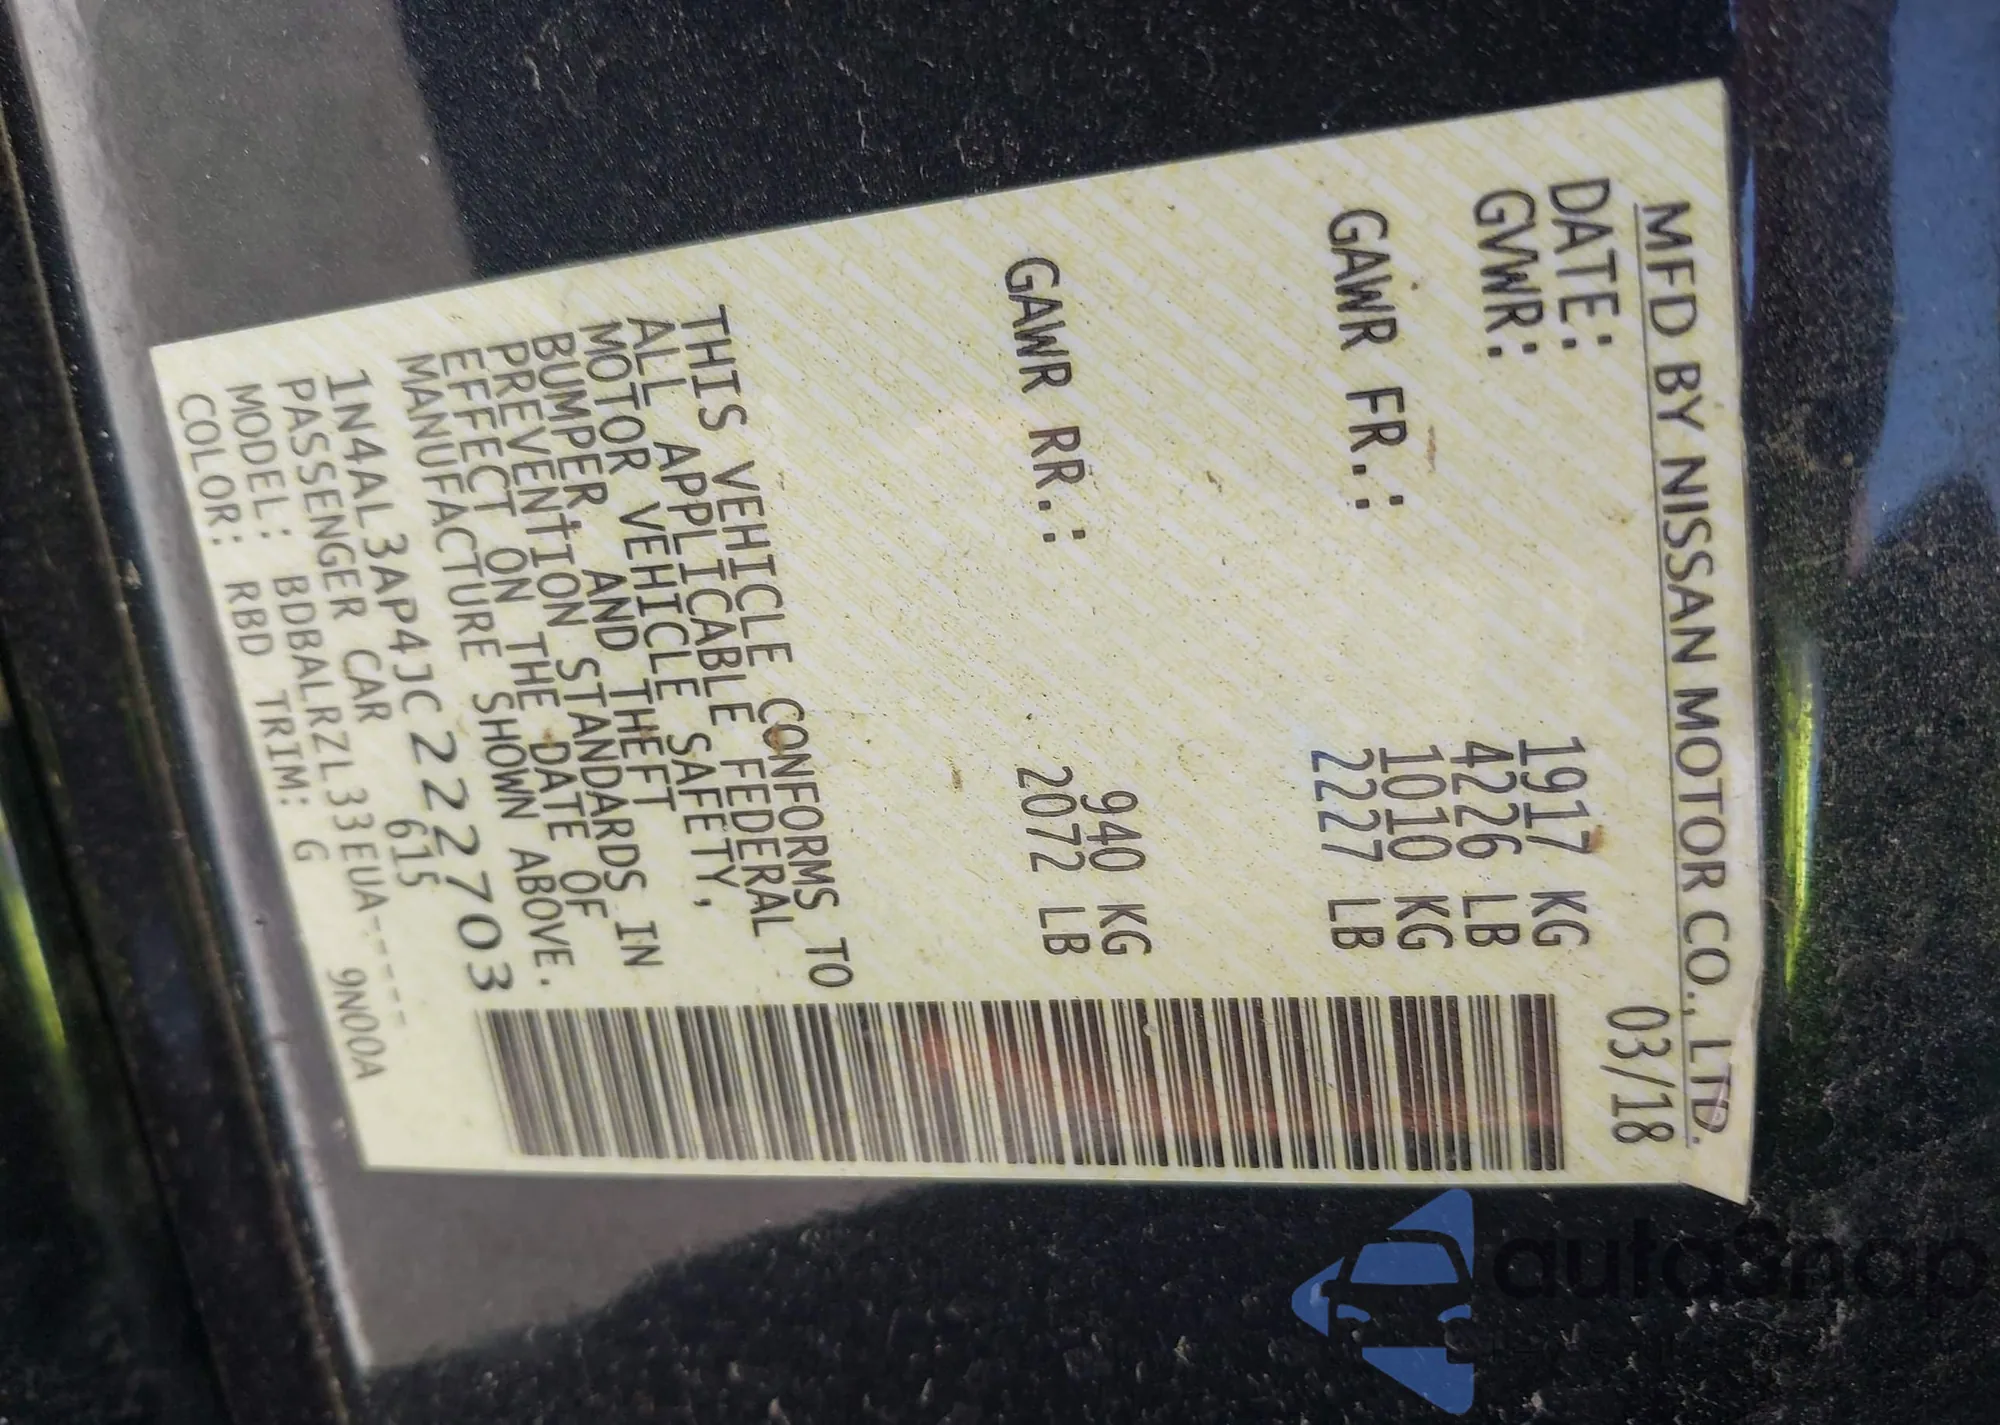 MFD BY NISSAN MOTOR CO., LTD.
DATE: 03/18
GVWR: 1917 KG
4226 LB
GAWR FR.: 1010 KG
2227 LB
GAWR RR.: 940 KG
2072 LB
THIS VEHICLE CONFORMS TO
ALL APPLICABLE FEDERAL
MOTOR VEHICLE SAFETY,
BUMPER, AND THEFT
PREVENTION STANDARDS IN
EFFECT ON THE DATE OF
MANUFACTURE SHOWN ABOVE.
1N4AL3AP4JC222703
PASSENGER CAR 615
MODEL: BDBALRZL33EUA-----
COLOR: RBD TRIM: G 9N00A
autoSnap